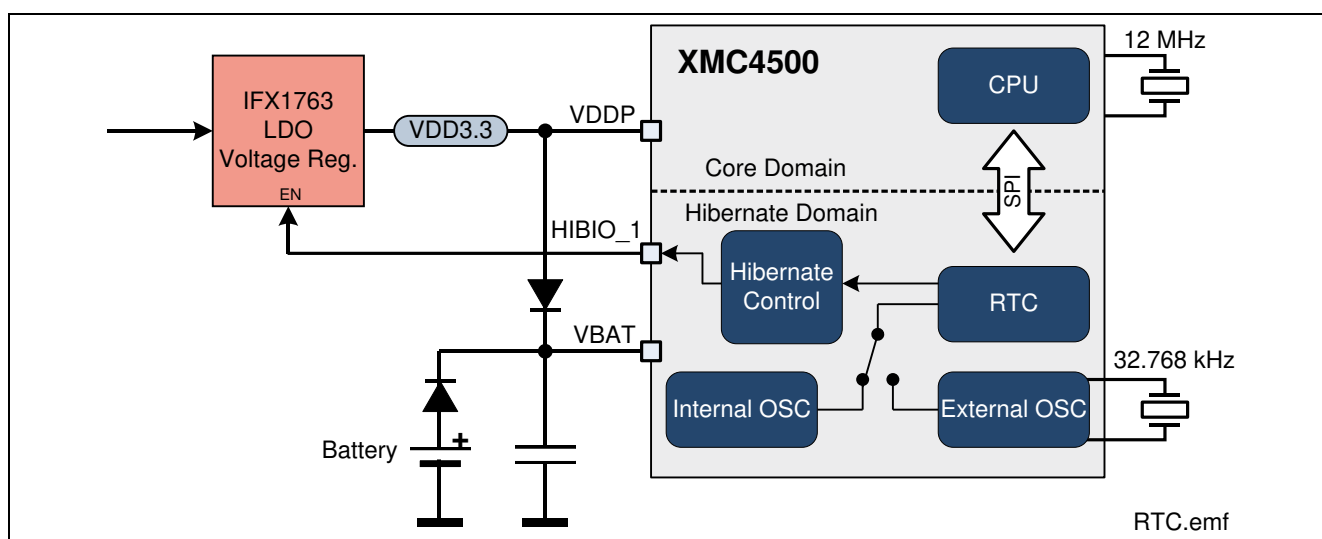 XMC4500
12 MHz
CPU
IFX1763
LDO
Voltage Reg.
EN
VDD3.3
VDDP
Core Domain
SPI
Hibernate Domain
HIBIO_1
Hibernate
Control
RTC
VBAT
32.768 kHz
Internal OSC
External OSC
Battery
+
RTC.emf